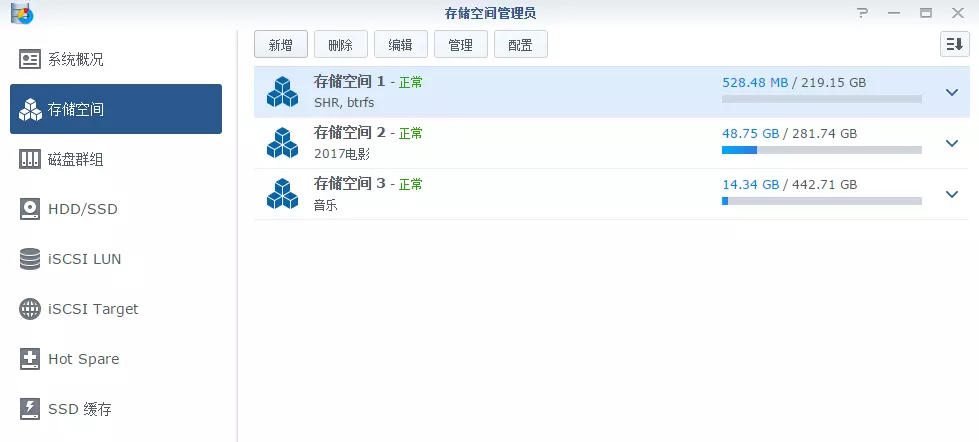 存储空间管理员
系统概况
存储空间
磁盘群组
HDD/SSD
iSCSI LUN
iSCSI Target
Hot Spare
SSD 缓存
新增 删除 编辑 管理 配置
存储空间 1 - 正常
SHR, btrfs
528.48 MB / 219.15 GB
存储空间 2 - 正常
2017电影
48.75 GB / 281.74 GB
存储空间 3 - 正常
音乐
14.34 GB / 442.71 GB